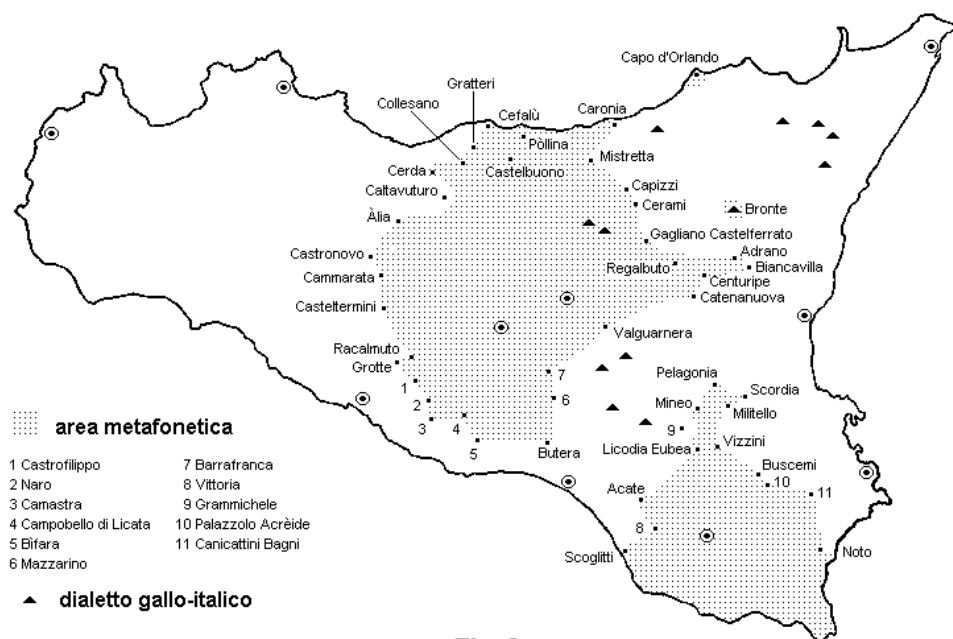 Capo d'Orlando
Gratteri
Collesano
Cefalù
Caronia
Pòllina
Cerda
Castelbuono
Mistretta
Caltavuturo
Capizzi
Cerami
Àlia
Bronte
Gagliano Castelferrato
Castronovo
Adrano
Regalbuto
Biancavilla
Cammarata
Centuripe
Catenanuova
Casteltermini
Valguarnera
Racalmuto
Grotte
Pelagonia
1
7
Scordia
2
6
Mineo
Militello
3
4
9
area metafonetica
5
Butera
Licodia Eubea
Vizzini
1 Castrofilippo
7 Barrafranca
Buscemi
2 Naro
8 Vittoria
10
3 Camastra
9 Grammichele
Acate
11
4 Campobello di Licata
10 Palazzolo Acrèide
8
5 Bìfara
11 Canicattini Bagni
6 Mazzarino
Scoglitti
Noto
dialetto gallo-italico